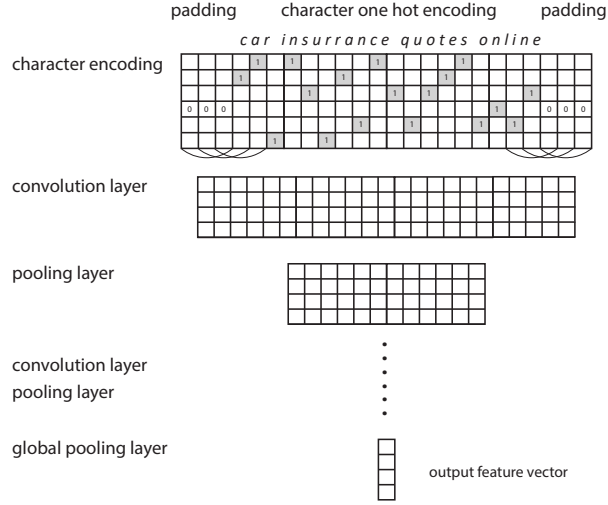 padding character one hot encoding padding
car insurrance quotes online
character encoding 1 1 1 1
1 1 1
1 1 1 1
0 0 0 1 0 0 0
1 1 1 1
1 1
convolution layer
pooling layer
convolution layer
pooling layer
global pooling layer
output feature vector